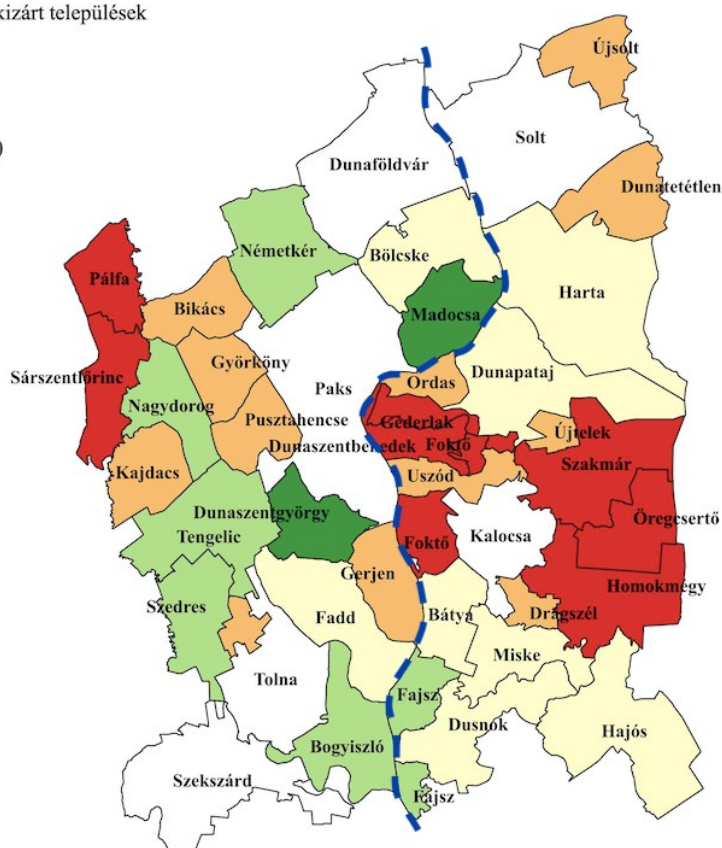 kizárt települések
Újsolt
)
Solt
Dunaföldvár
Dunatetétlen
Németkér
Bölcske
Pálfa
Harta
Bikács
Madocsa
Györköny
Dunapataj
Sárszentlőrinc
Ordas
Paks
Nagydorog
Pusztahencse
Géderlak
Újtelek
Dunaszentbenedek
Foktő
Szakmár
Kajdacs
Uszód
Dunaszentgyörgy
Öregcsertő
Tengelic
Foktő
Kalocsa
Gerjen
Homokmégy
Szedres
Fadd
Bátya
Drágszél
Miske
Tolna
Fajsz
Dusnok
Hajós
Bogyiszló
Szekszárd
Fajsz